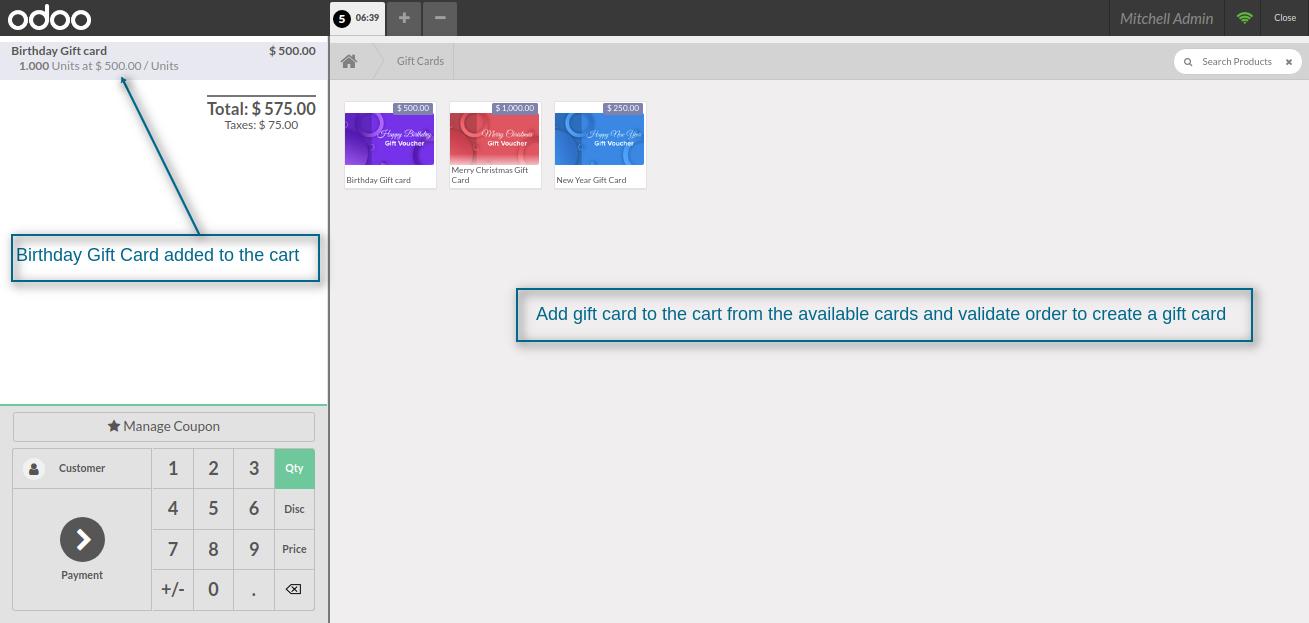 odoo
5 06:39 + −
Mitchell Admin
Close
Birthday Gift card $ 500.00
1.000 Units at $ 500.00 / Units
Total: $ 575.00
Taxes: $ 75.00
Birthday Gift Card added to the cart
Manage Coupon
Customer
1 2 3 Qty
4 5 6 Disc
7 8 9 Price
Payment
+/- 0 .
Gift Cards
Search Products
$ 500.00
Happy Birthday
Gift Voucher
Birthday Gift card
$ 1,000.00
Merry Christmas
Gift Voucher
Merry Christmas Gift
Card
$ 250.00
Happy New Year
Gift Voucher
New Year Gift Card
Add gift card to the cart from the available cards and validate order to create a gift card